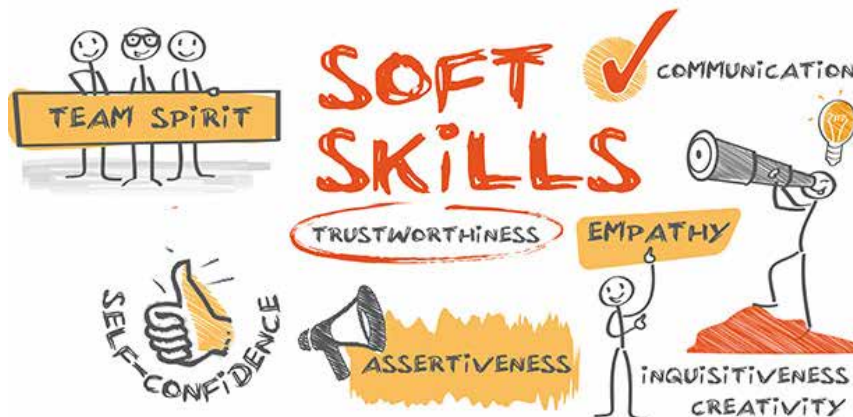 TEAM SPiRiT
SOFT
SKiLLS
COMMUNiCATiON
TRUSTWORTHiNESS
EMPATHY
SELF-CONFiDENCE
ASSERTiVENESS
iNQUiSiTiVENESS
CREATiViTY